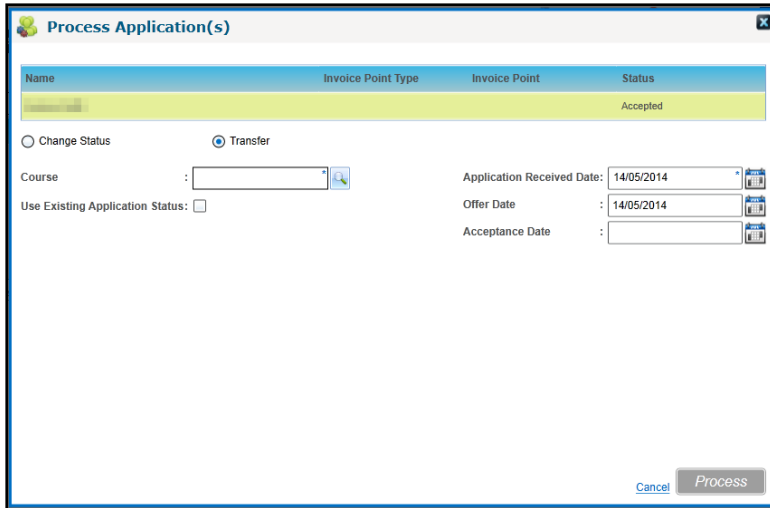 Process Application(s)
Name Invoice Point Type Invoice Point Status
Accepted
Change Status Transfer
Course : * Application Received Date: 14/05/2014 *
Use Existing Application Status: Offer Date : 14/05/2014
Acceptance Date :
Cancel Process